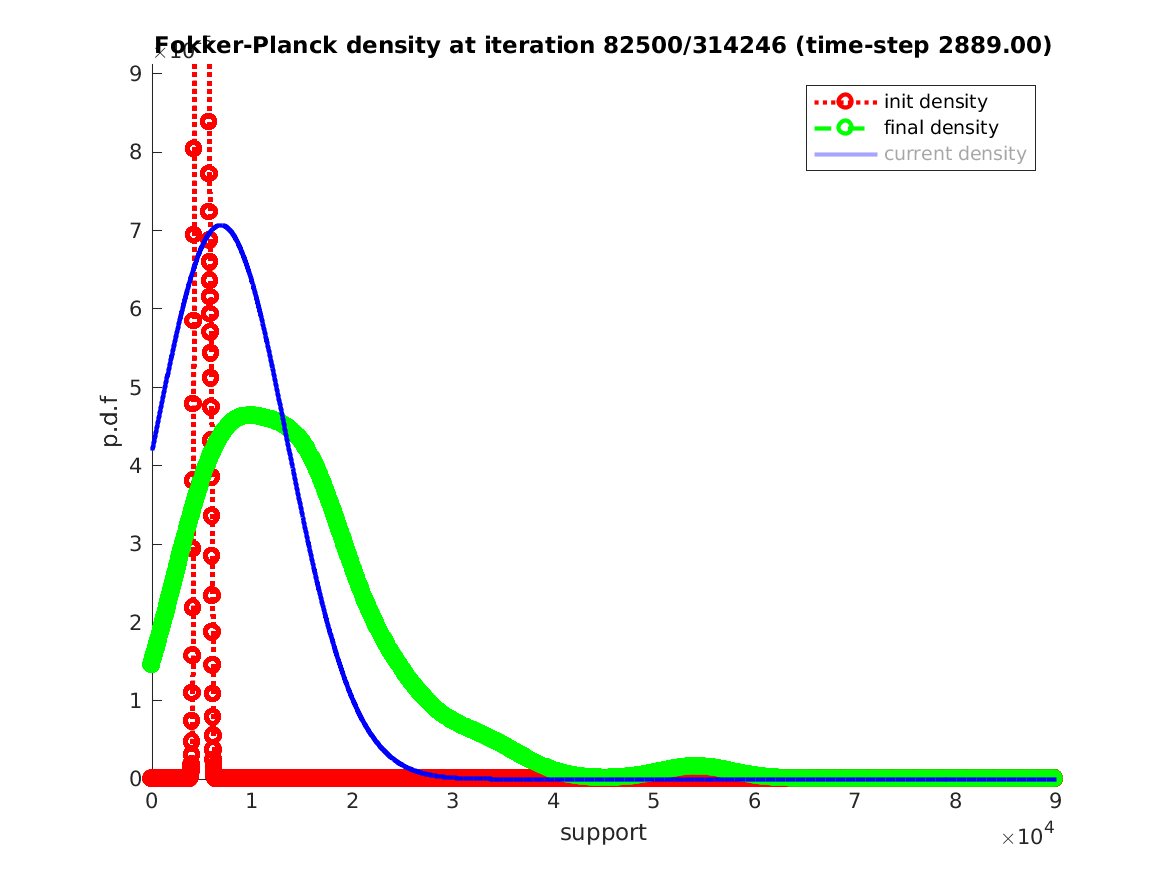 Fokker-Planck density at iteration 82500/314246 (time-step 2889.00)
init density
final density
current density
9
8
7
6
5
4
3
2
1
0
p.d.f
0 1 2 3 4 5 6 7 8 9
support
×10⁴